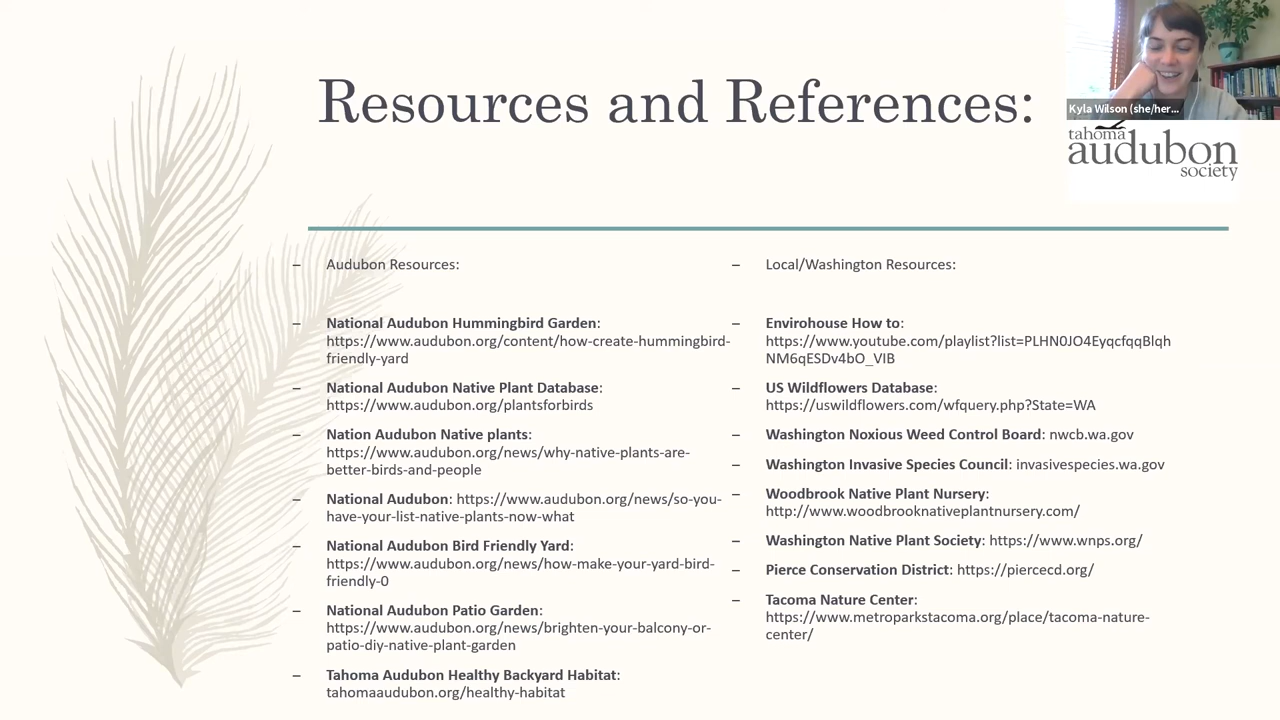 Resources and References:
Kyla Wilson (she/her...
tahoma
audubon
society
– Audubon Resources:
– National Audubon Hummingbird Garden:
https://www.audubon.org/content/how-create-hummingbird-
friendly-yard
– National Audubon Native Plant Database:
https://www.audubon.org/plantsforbirds
– Nation Audubon Native plants:
https://www.audubon.org/news/why-native-plants-are-
better-birds-and-people
– National Audubon: https://www.audubon.org/news/so-you-
have-your-list-native-plants-now-what
– National Audubon Bird Friendly Yard:
https://www.audubon.org/news/how-make-your-yard-bird-
friendly-0
– National Audubon Patio Garden:
https://www.audubon.org/news/brighten-your-balcony-or-
patio-diy-native-plant-garden
– Tahoma Audubon Healthy Backyard Habitat:
tahomaaudubon.org/healthy-habitat
– Local/Washington Resources:
– Envirohouse How to:
https://www.youtube.com/playlist?list=PLHN0JO4EyqcfqqBlqh
NM6qESDv4bO_VIB
– US Wildflowers Database:
https://uswildflowers.com/wfquery.php?State=WA
– Washington Noxious Weed Control Board: nwcb.wa.gov
– Washington Invasive Species Council: invasivespecies.wa.gov
– Woodbrook Native Plant Nursery:
http://www.woodbrooknativeplantnursery.com/
– Washington Native Plant Society: https://www.wnps.org/
– Pierce Conservation District: https://piercecd.org/
– Tacoma Nature Center:
https://www.metroparkstacoma.org/place/tacoma-nature-
center/